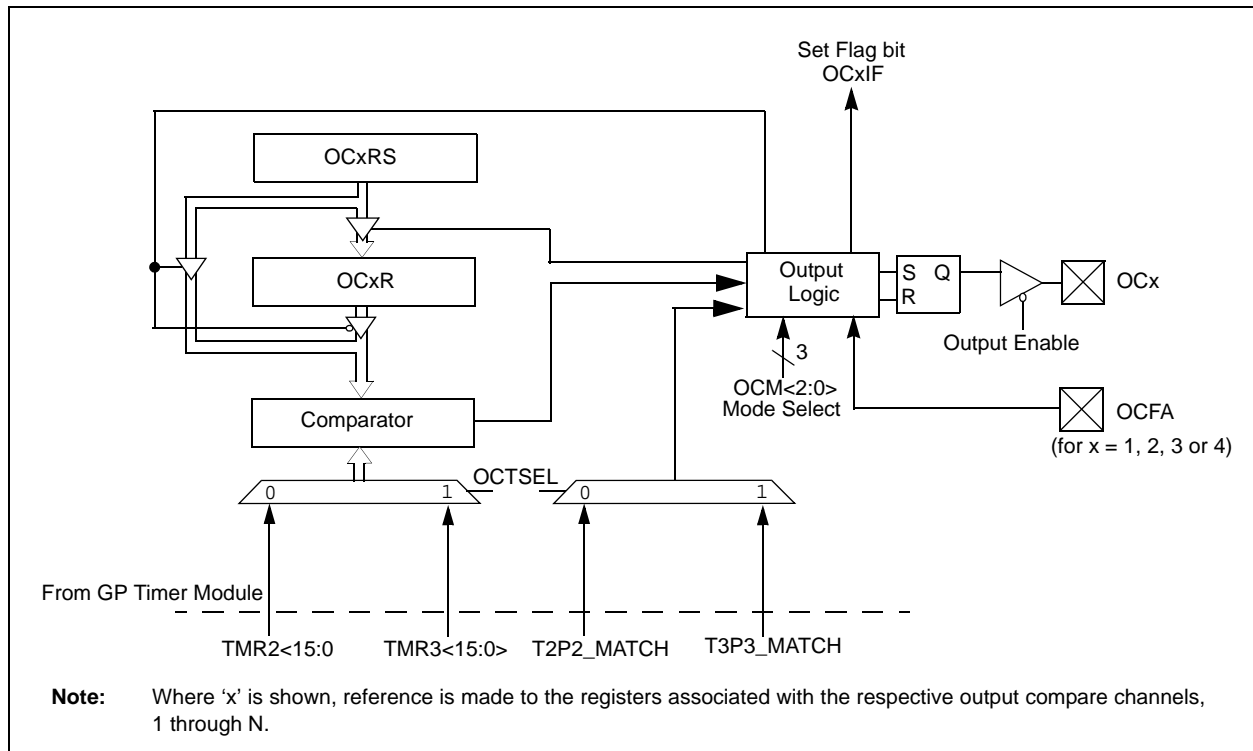 Set Flag bit
OCxIF
OCxRS
OCxR
Output
Logic
S Q
R
OCx
Output Enable
3
OCM<2:0>
Mode Select
OCFA
(for x = 1, 2, 3 or 4)
Comparator
0 1
OCTSEL
0 1
From GP Timer Module
TMR2<15:0 TMR3<15:0> T2P2_MATCH T3P3_MATCH
Note: Where ‘x’ is shown, reference is made to the registers associated with the respective output compare channels,
1 through N.